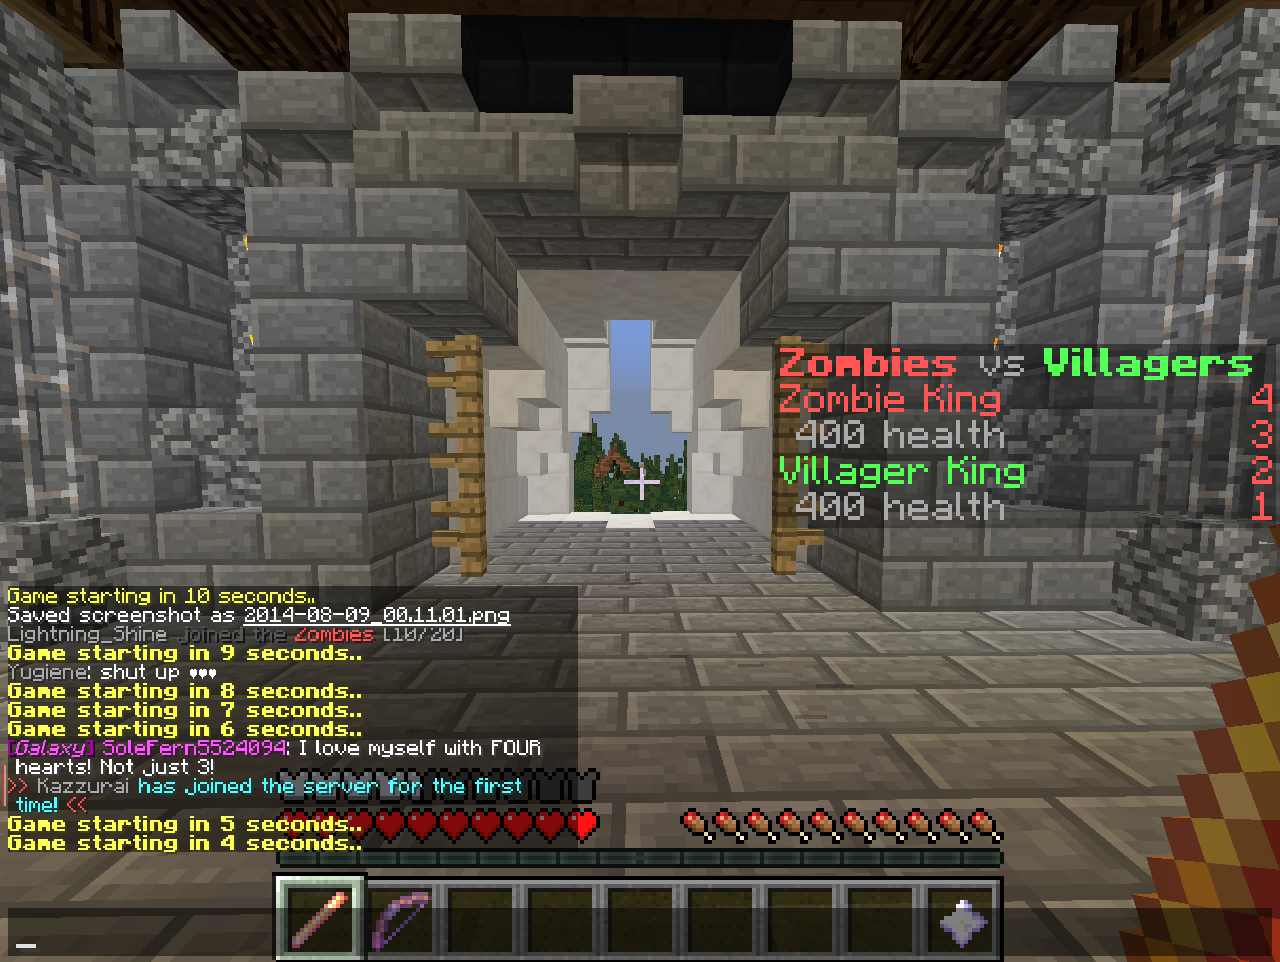 Zombies vs Villagers
Zombie King 4
400 health 3
Villager King 2
400 health 1
Game starting in 10 seconds..
Saved screenshot as 2014-08-09_00.11.01.png
Lightning_Shine joined the Zombies [10/20]
Game starting in 9 seconds..
Yugiene: shut up ♥♥♥
Game starting in 8 seconds..
Game starting in 7 seconds..
Game starting in 6 seconds..
[Galaxy] SoleFern5524094: I love myself with FOUR
hearts! Not just 3!
>> Kazzurai has joined the server for the first
time! <<
Game starting in 5 seconds..
Game starting in 4 seconds..
_